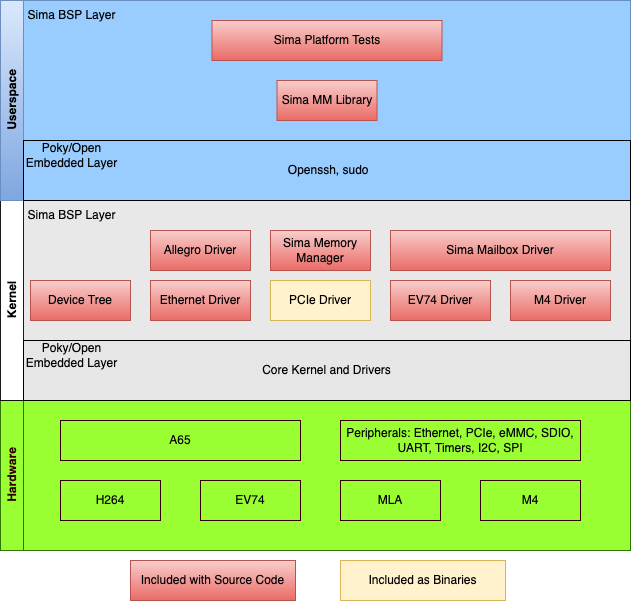 Userspace
Sima BSP Layer
Sima Platform Tests
Sima MM Library
Poky/Open
Embedded Layer
Openssh, sudo
Kernel
Sima BSP Layer
Allegro Driver
Sima Memory
Manager
Sima Mailbox Driver
Device Tree
Ethernet Driver
PCIe Driver
EV74 Driver
M4 Driver
Poky/Open
Embedded Layer
Core Kernel and Drivers
Hardware
A65
Peripherals: Ethernet, PCIe, eMMC, SDIO,
UART, Timers, I2C, SPI
H264
EV74
MLA
M4
Included with Source Code
Included as Binaries